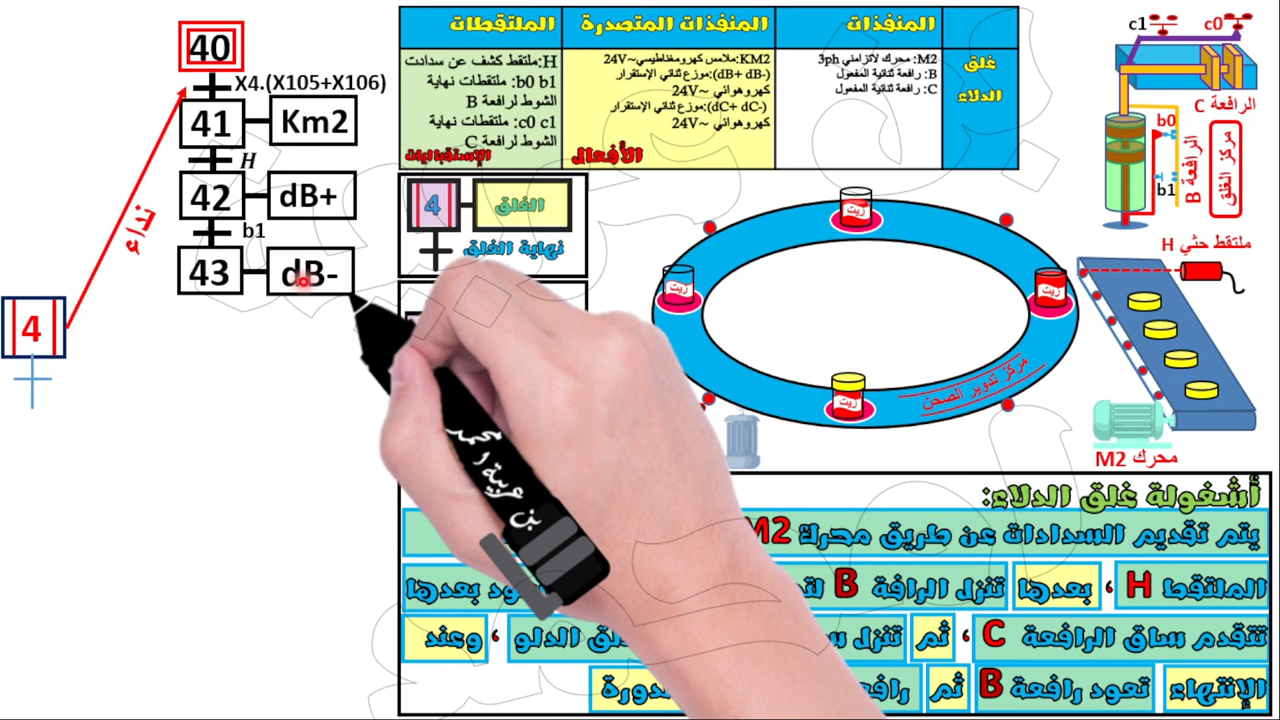 40
X4.(X105+X106)
41
Km2
H
42
dB+
b1
43
dB-
نداء
4
الملتقطات
المنفذات المتصدرة
المنفذات
غلق
الدلاء
M2: محرك لاتزامني 3ph
B: رافعة ثنائية المفعول
C: رافعة ثنائية المفعول
KM2:ملامس كهرومغناطيسي~24V
(dB+ dB-):موزع ثنائي الإستقرار
كهروهوائي ~24V
(dC+ dC-):موزع ثنائي الإستقرار
كهروهوائي ~24V
الأفعال
H:ملتقط كشف عن سدادت
b0 b1: ملتقطات نهاية
الشوط لرافعة B
c0 c1: ملتقطات نهاية
الشوط لرافعة C
الإستقباليات
4
الغلق
نهاية الغلق
c1
c0
الرافعة C
b0
b1
الرافعة B
مركز الغلق
ملتقط حثي H
زيت
زيت
زيت
زيت
مركز تدوير الصحن
محرك M2
أشغولة غلق الدلاء:
يتم تقديم السدادات عن طريق محرك M2
الملتقط H ، بعدها تنزل الرافة B
بعدها
تتقدم ساق الرافعة C ، ثم تنزل
الدلو ، وعند
الإنتهاء تعود رافعة B ثم
بن عربية امحمد